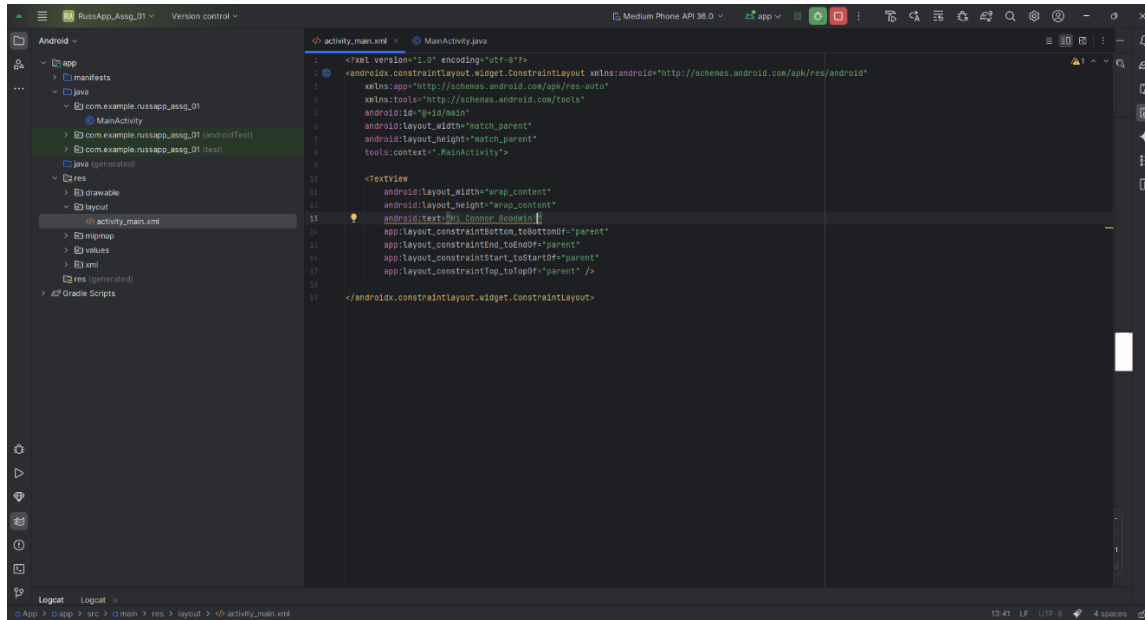 RA RussApp_Assg_01 Version control Medium Phone API 36.0 app
Android
activity_main.xml MainActivity.java
app
manifests
java
com.example.russapp_assg_01
MainActivity
com.example.russapp_assg_01 (androidTest)
com.example.russapp_assg_01 (test)
java (generated)
res
drawable
layout
activity_main.xml
mipmap
values
xml
res (generated)
Gradle Scripts
1 <?xml version="1.0" encoding="utf-8"?>
2 <androidx.constraintlayout.widget.ConstraintLayout xmlns:android="http://schemas.android.com/apk/res/android"
3 xmlns:app="http://schemas.android.com/apk/res-auto"
4 xmlns:tools="http://schemas.android.com/tools"
5 android:id="@+id/main"
6 android:layout_width="match_parent"
7 android:layout_height="match_parent"
8 tools:context=".MainActivity">
9
10 <TextView
11 android:layout_width="wrap_content"
12 android:layout_height="wrap_content"
13 android:text="Hi Connor Goodwin!"
14 app:layout_constraintBottom_toBottomOf="parent"
15 app:layout_constraintEnd_toEndOf="parent"
16 app:layout_constraintStart_toStartOf="parent"
17 app:layout_constraintTop_toTopOf="parent" />
18
19 </androidx.constraintlayout.widget.ConstraintLayout>
1
Logcat Logcat
App > app > src > main > res > layout > activity_main.xml 13:41 LF UTF-8 4 spaces